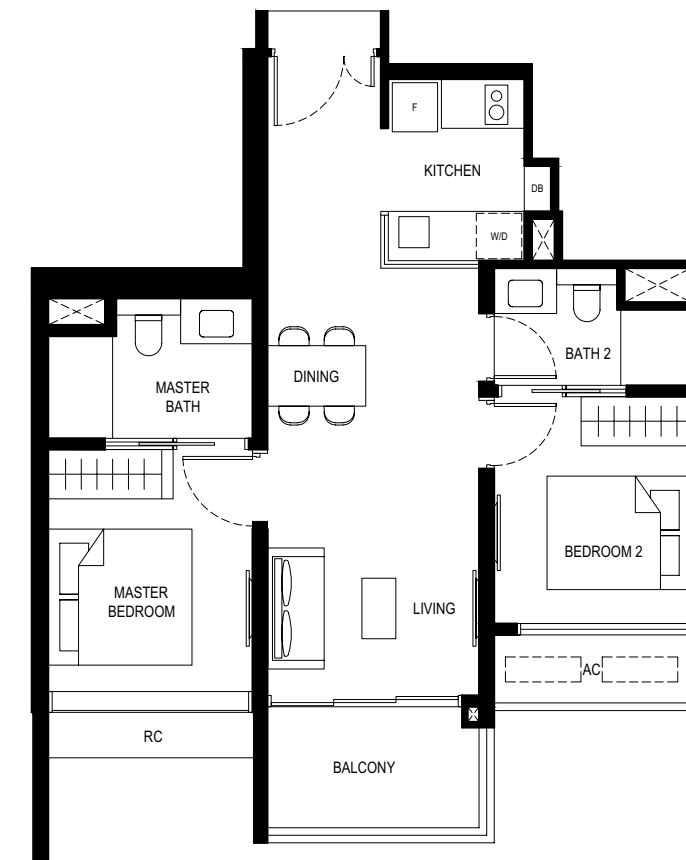 F
KITCHEN
DB
W/D
BATH 2
DINING
MASTER
BATH
BEDROOM 2
MASTER
BEDROOM
LIVING
AC
RC
BALCONY